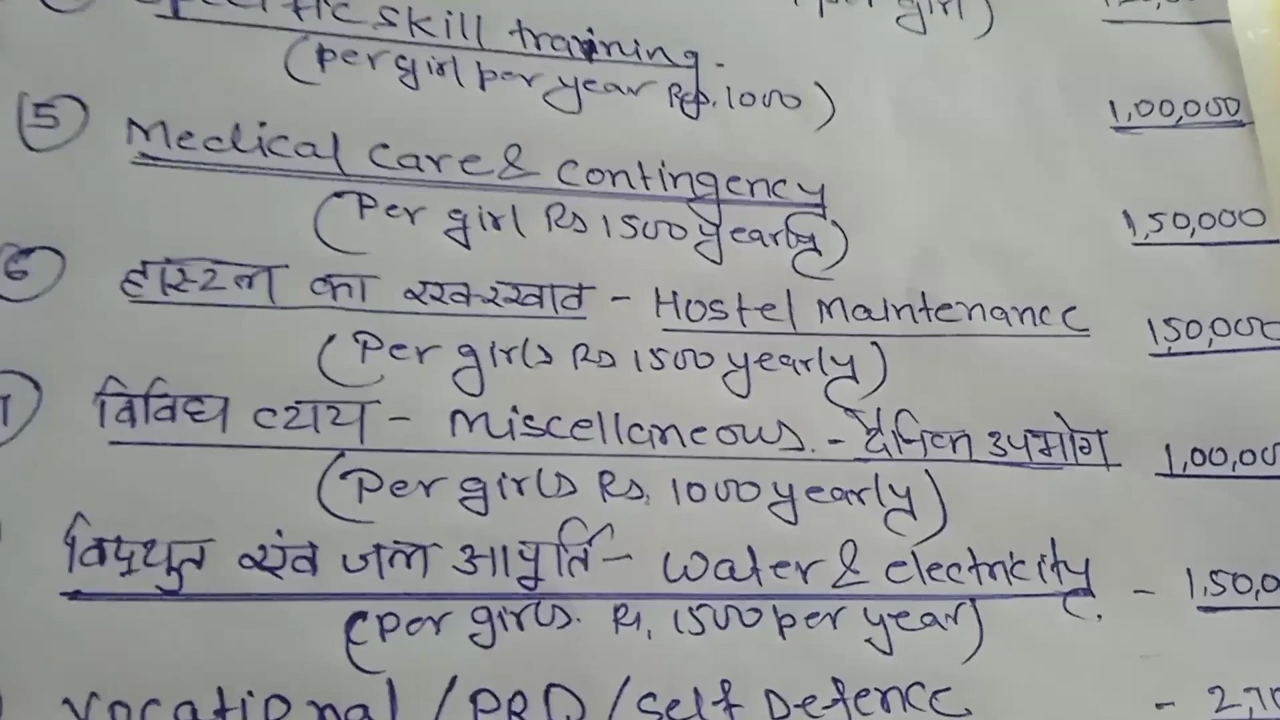 skill training.
(per girl per year Rs. 1000)
1,00,000
(5) Medical care & contingency
(Per girl Rs 1500 yearly)
1,50,000
(6) हास्टल का रखरखाव - Hostel Maintenance
150,000
(Per girls Rs 1500 yearly)
विविध व्यय - Miscellaneous. - दैनिक उपभोग
(Per girls Rs. 1000 yearly)
विद्युत एंव जल आपूर्ति - Water & electricity
(per girls. Rs. 1500 per year)
Vocational / PRD / Self Defence